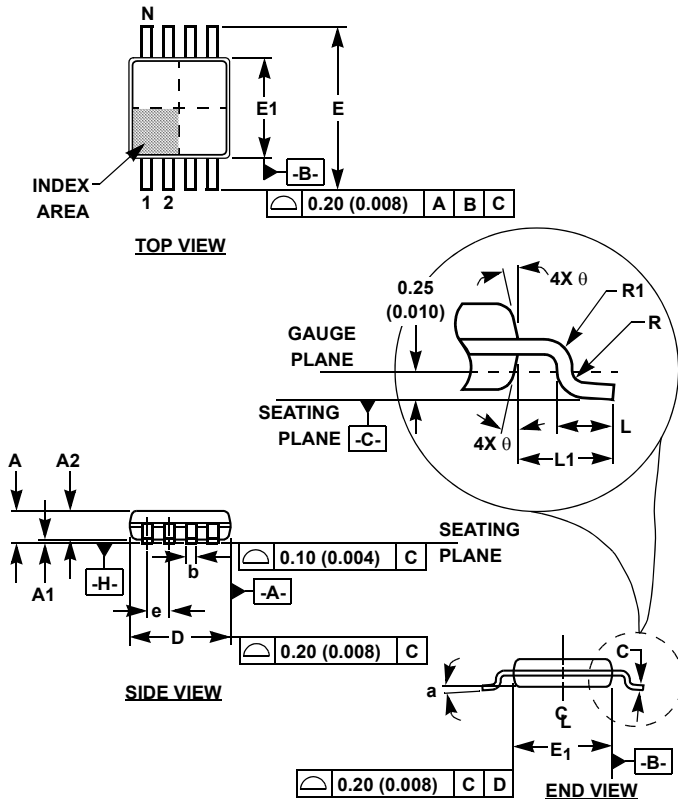 N
E1
E
-B-
INDEX
AREA
1 2
0.20 (0.008) A B C
TOP VIEW
0.25
(0.010)
4X θ
R1
R
GAUGE
PLANE
SEATING
PLANE
-C-
4X θ
L
L1
A
A2
SEATING
PLANE
0.10 (0.004) C
A1
-H-
b
-A-
e
D
0.20 (0.008) C
SIDE VIEW
C
a
CL
E1
-B-
0.20 (0.008) C D
END VIEW